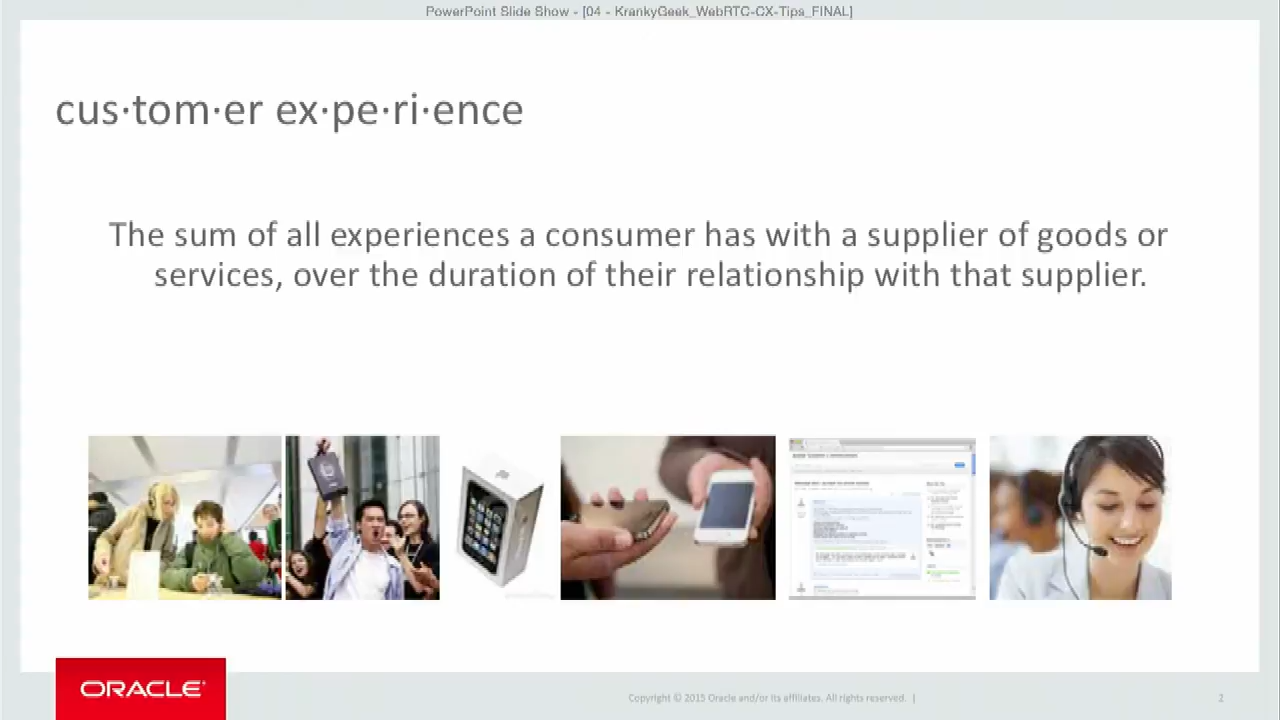 PowerPoint Slide Show - [04 - KrankyGeek_WebRTC-CX-Tips_FINAL]
cus·tom·er ex·pe·ri·ence
The sum of all experiences a consumer has with a supplier of goods or
services, over the duration of their relationship with that supplier.
ORACLE
Copyright © 2015 Oracle and/or its affiliates. All rights reserved. |
2